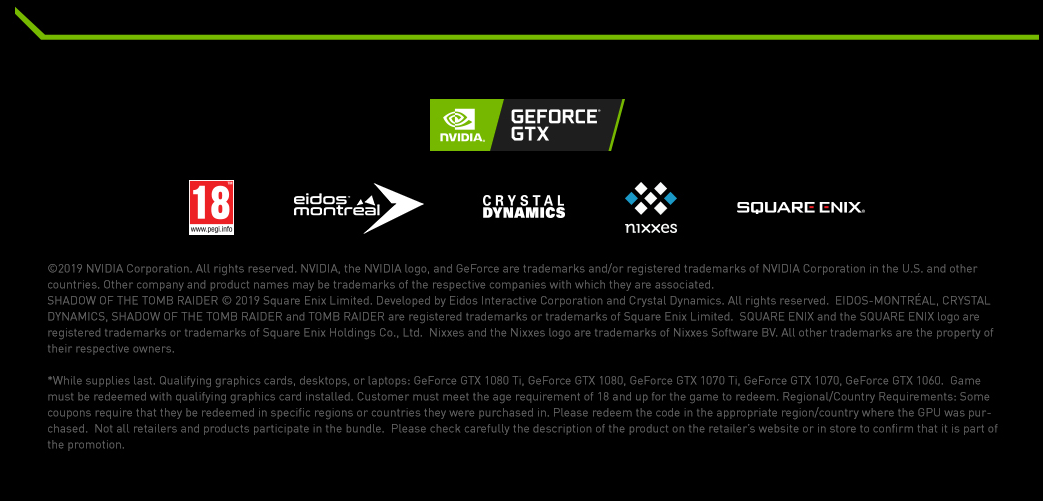 NVIDIA. GEFORCE® GTX
18
www.pegi.info
eidos™ montréal
CRYSTAL DYNAMICS
nixxes
SQUARE ENIX®
©2019 NVIDIA Corporation. All rights reserved. NVIDIA, the NVIDIA logo, and GeForce are trademarks and/or registered trademarks of NVIDIA Corporation in the U.S. and other
countries. Other company and product names may be trademarks of the respective companies with which they are associated.
SHADOW OF THE TOMB RAIDER © 2019 Square Enix Limited. Developed by Eidos Interactive Corporation and Crystal Dynamics. All rights reserved.  EIDOS-MONTRÉAL, CRYSTAL
DYNAMICS, SHADOW OF THE TOMB RAIDER and TOMB RAIDER are registered trademarks or trademarks of Square Enix Limited.  SQUARE ENIX and the SQUARE ENIX logo are
registered trademarks or trademarks of Square Enix Holdings Co., Ltd.  Nixxes and the Nixxes logo are trademarks of Nixxes Software BV. All other trademarks are the property of
their respective owners.
*While supplies last. Qualifying graphics cards, desktops, or laptops: GeForce GTX 1080 Ti, GeForce GTX 1080, GeForce GTX 1070 Ti, GeForce GTX 1070, GeForce GTX 1060.  Game
must be redeemed with qualifying graphics card installed. Customer must meet the age requirement of 18 and up for the game to redeem. Regional/Country Requirements: Some
coupons require that they be redeemed in specific regions or countries they were purchased in. Please redeem the code in the appropriate region/country where the GPU was pur-
chased.  Not all retailers and products participate in the bundle.  Please check carefully the description of the product on the retailer's website or in store to confirm that it is part of
the promotion.